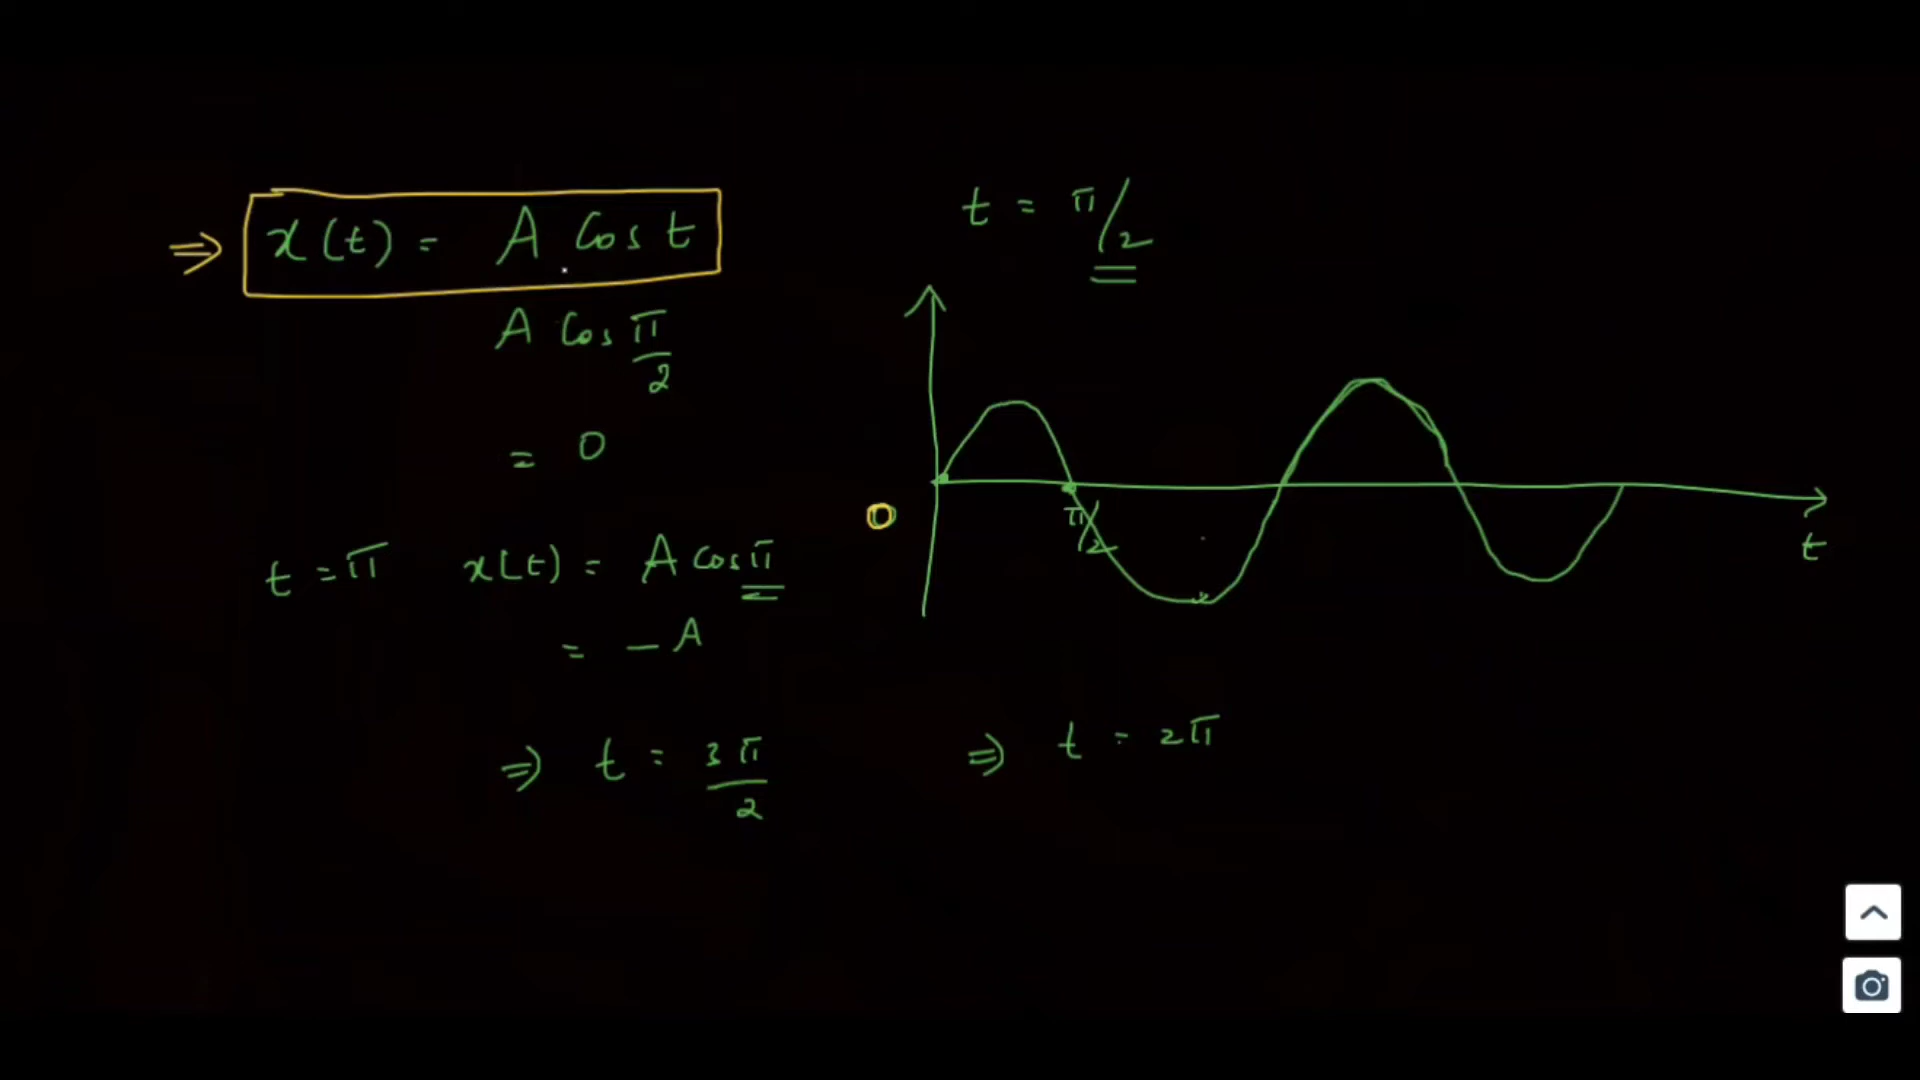 ⇒ x(t) = A Cos t
A Cos π/2
= 0
t = π x(t) = A Cos π
= - A
⇒ t = 3π/2
t = π/2
0
π/2
t
⇒ t = 2π